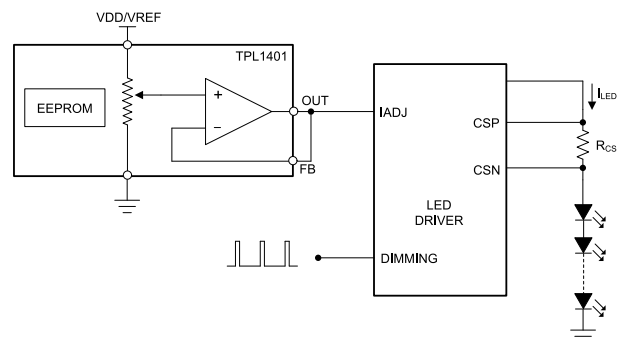 VDD/VREF
TPL1401
EEPROM
+
−
OUT
FB
IADJ
CSP
CSN
LED
DRIVER
DIMMING
ILED
RCS